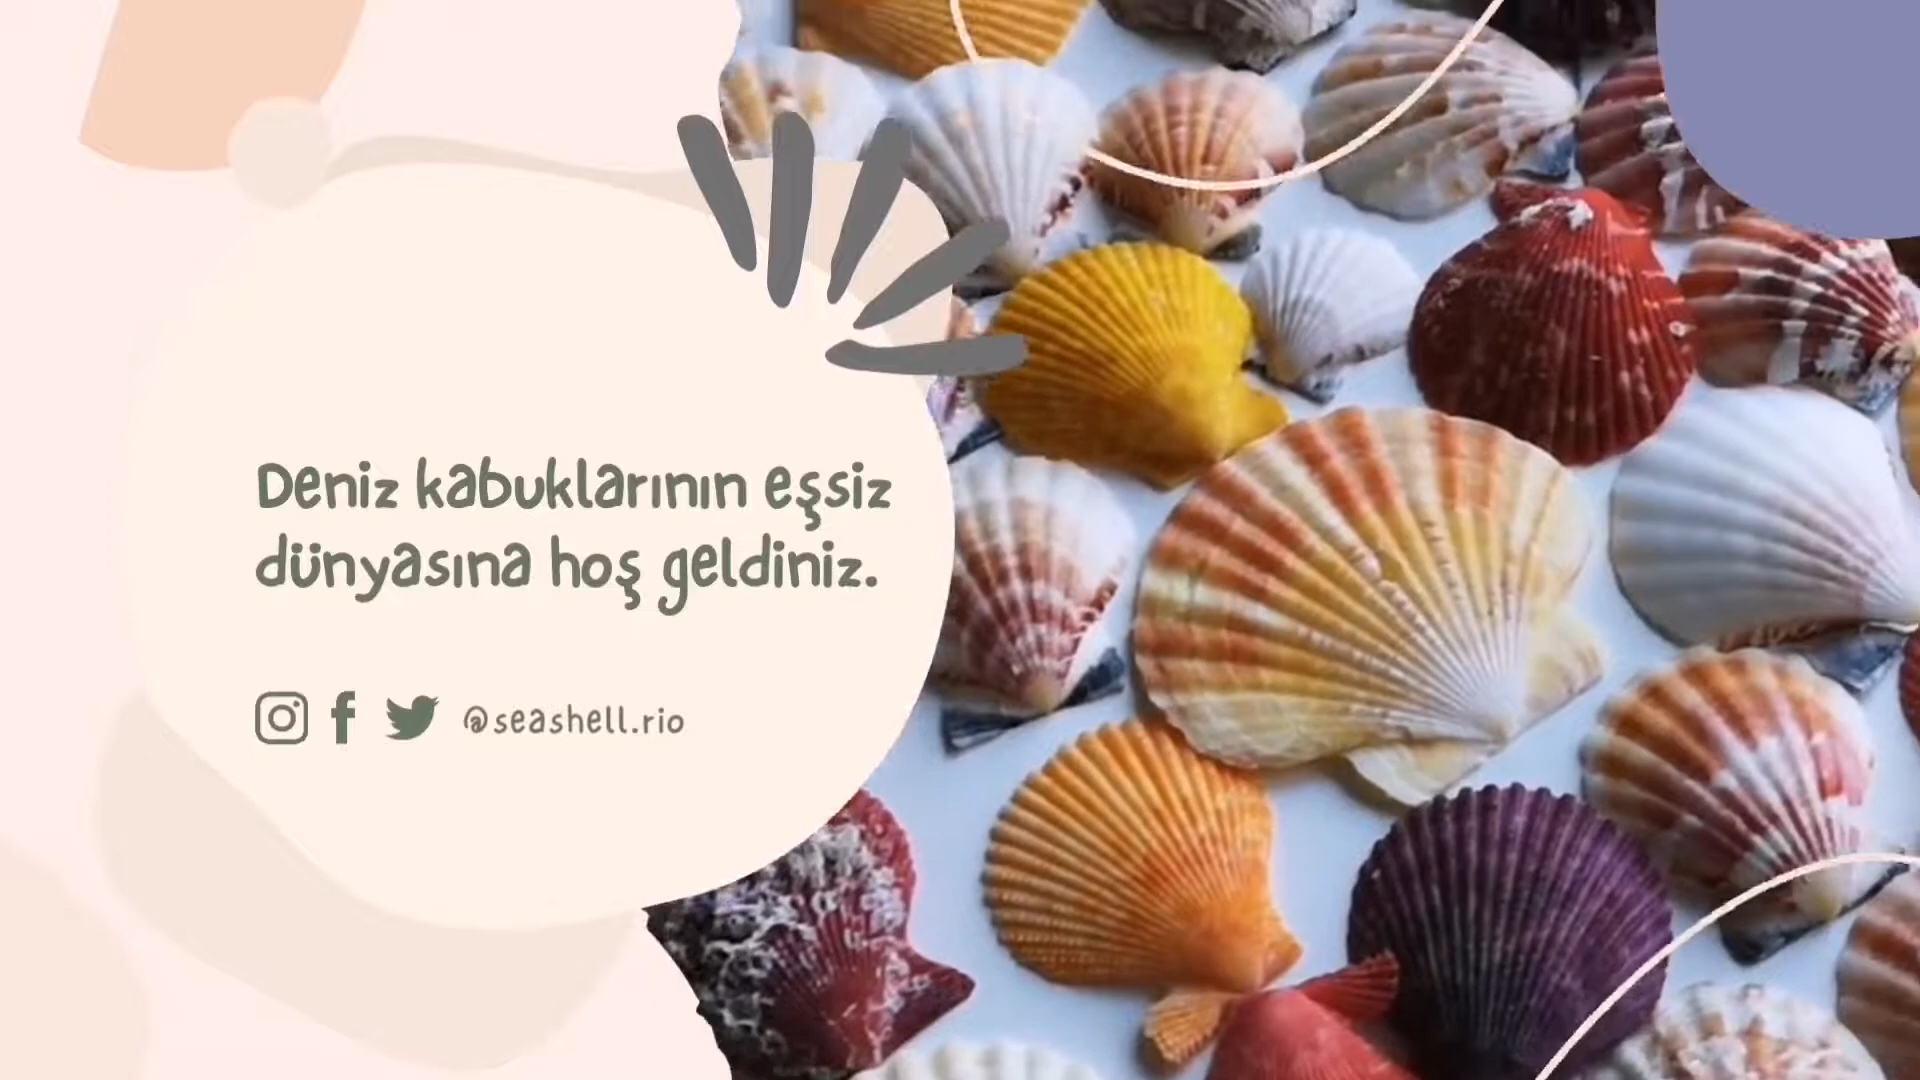 Deniz kabuklarının eşsiz
dünyasına hoş geldiniz.
@seashell.rio